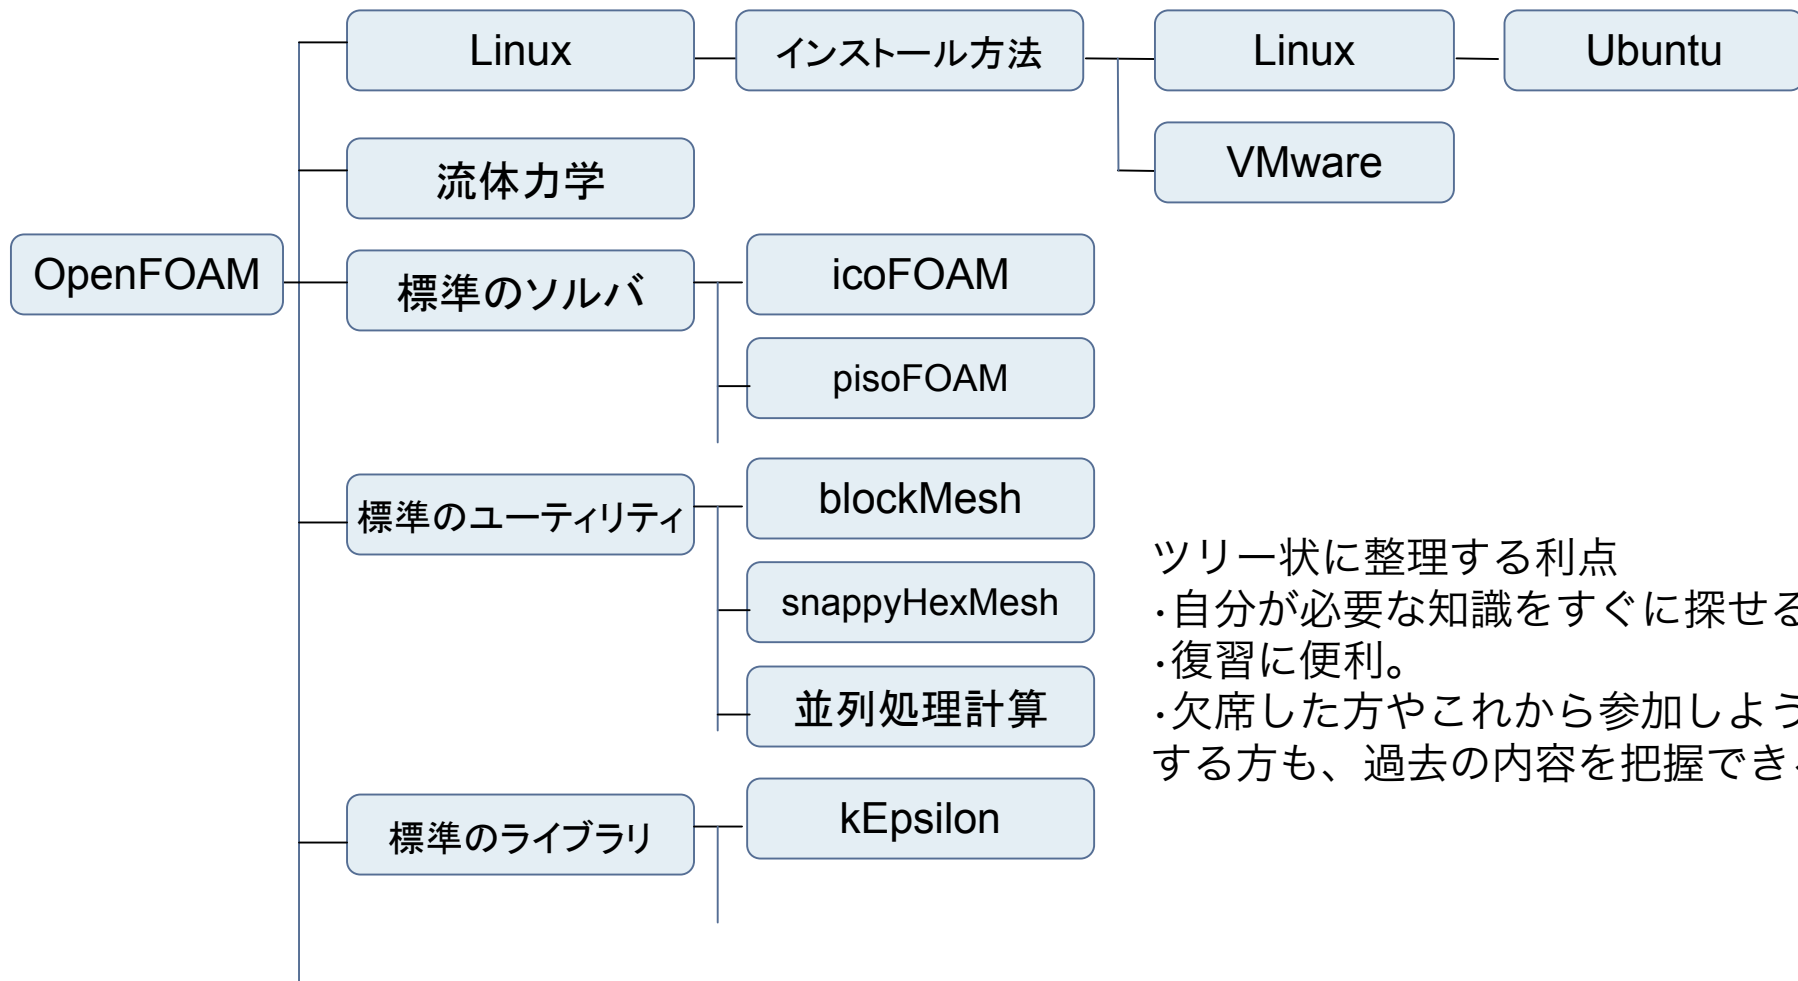 Linux
インストール方法
Linux
Ubuntu
流体力学
VMware
OpenFOAM
標準のソルバ
icoFOAM
pisoFOAM
標準のユーティリティ
blockMesh
snappyHexMesh
並列処理計算
標準のライブラリ
kEpsilon
ツリー状に整理する利点
・自分が必要な知識をすぐに探せる
・復習に便利。
・欠席した方やこれから参加しよう
する方も、過去の内容を把握でき